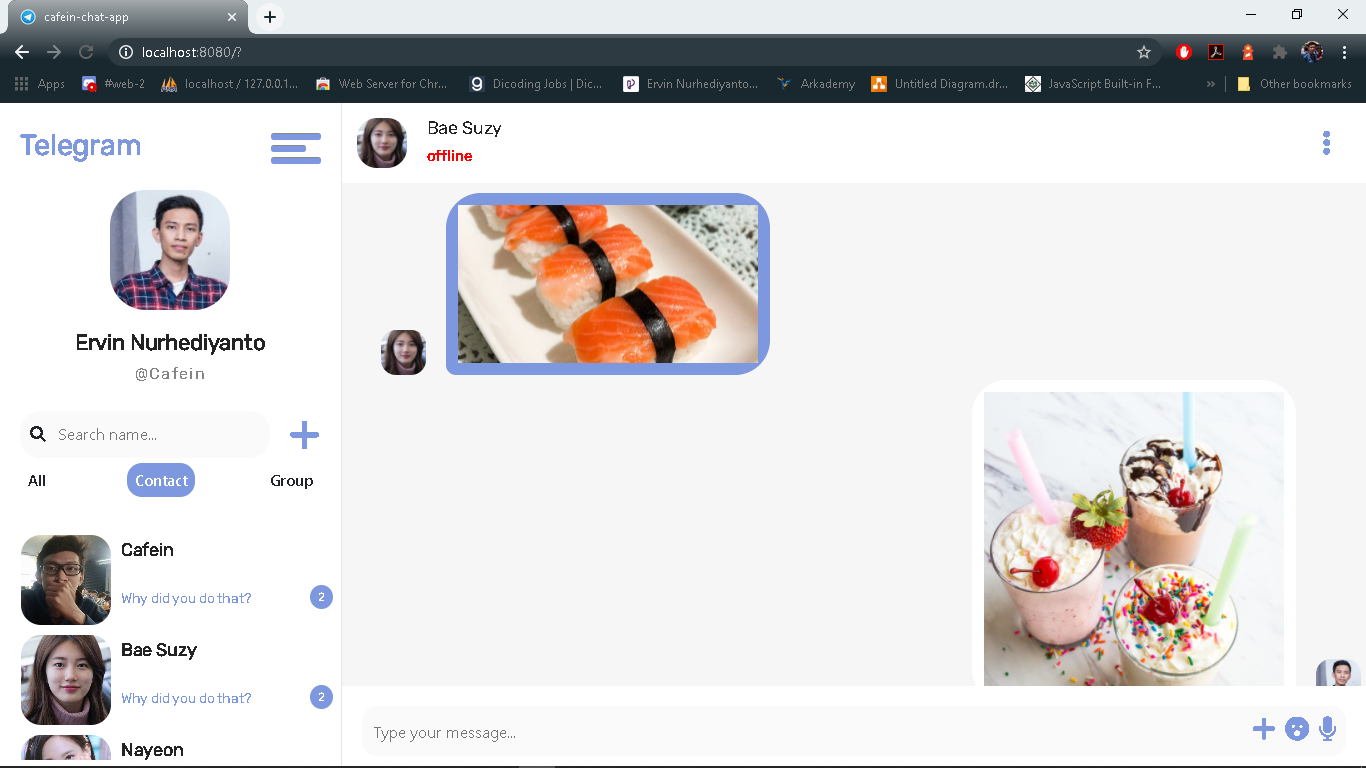 cafein-chat-app
localhost:8080/?
Apps
#web-2
localhost / 127.0.0.1...
Web Server for Chr...
Dicoding Jobs | Dic...
Ervin Nurhediyanto...
Arkademy
Untitled Diagram.dr...
JavaScript Built-in F...
»
Other bookmarks
Telegram
Ervin Nurhediyanto
@Cafein
Search name...
All
Contact
Group
Cafein
Why did you do that?
2
Bae Suzy
Why did you do that?
2
Nayeon
Bae Suzy
offline
Type your message...